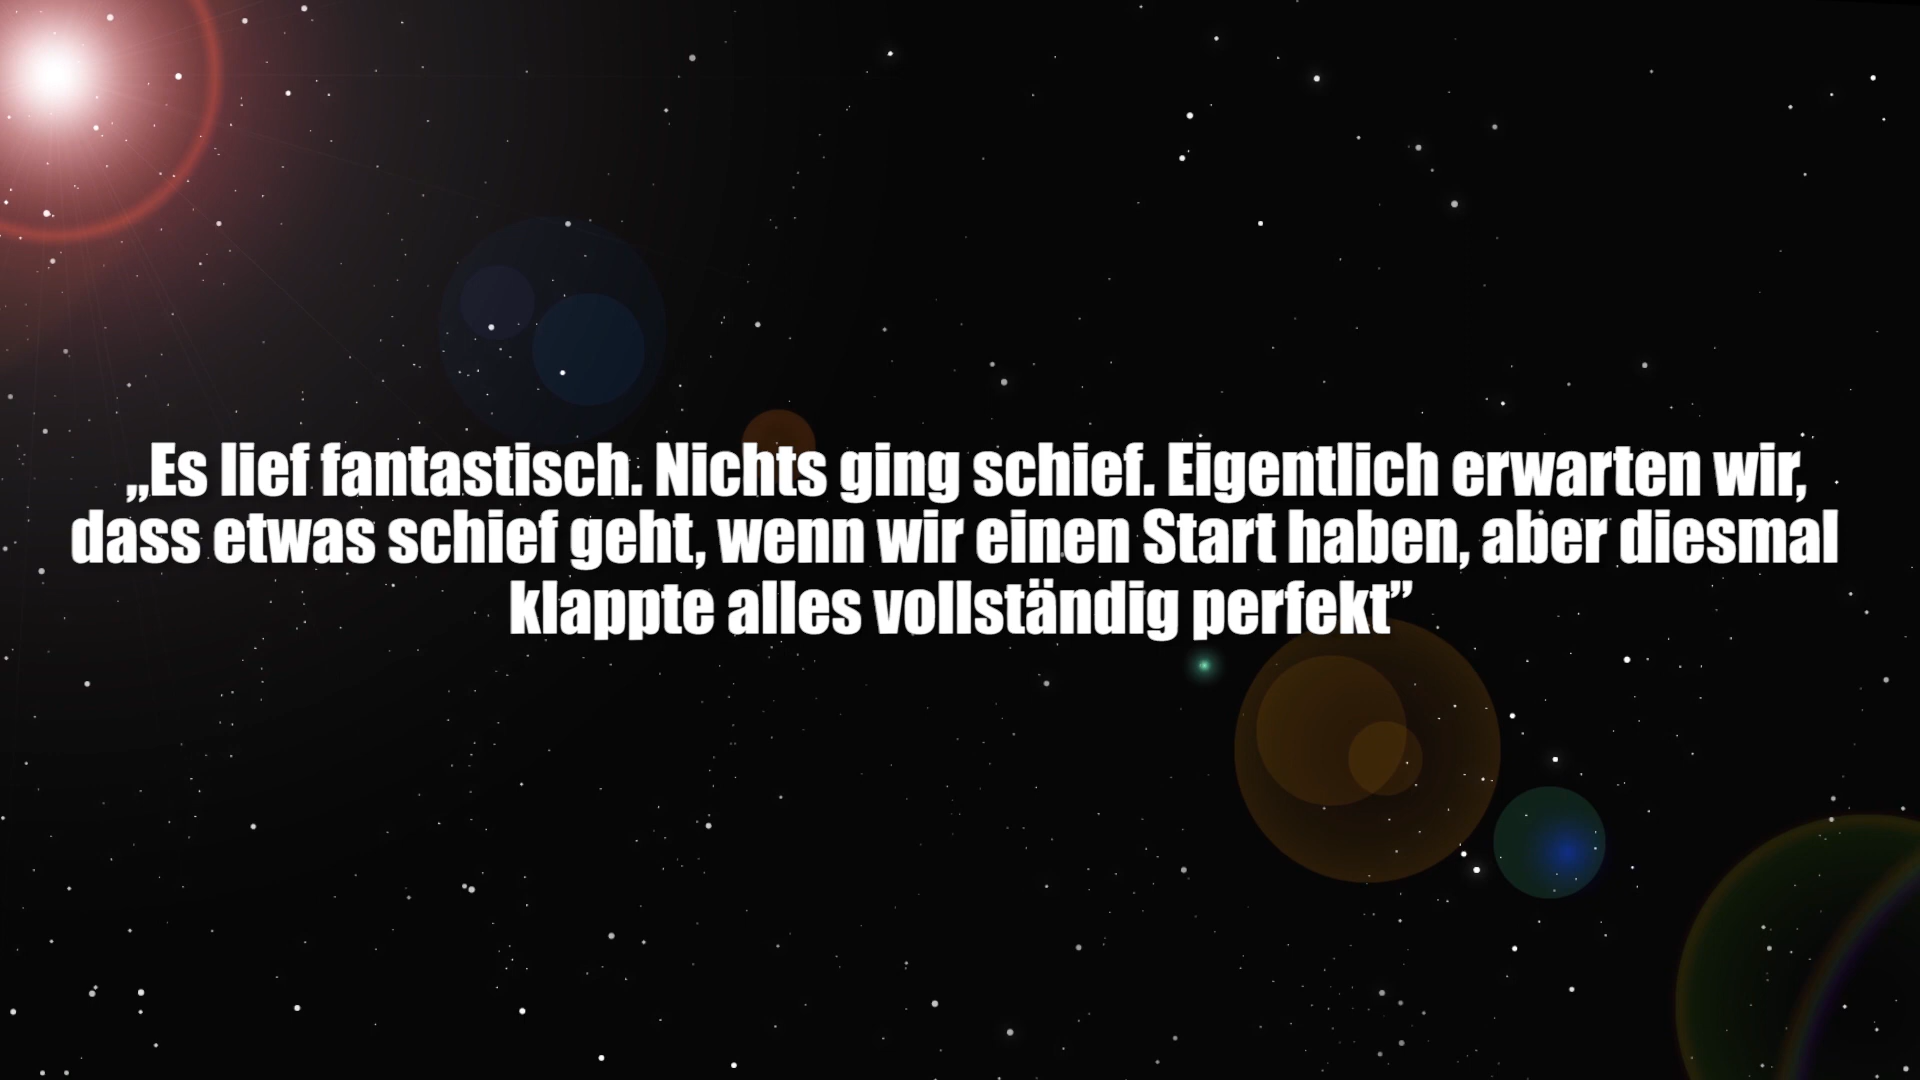 „Es lief fantastisch. Nichts ging schief. Eigentlich erwarten wir,
dass etwas schief geht, wenn wir einen Start haben, aber diesmal
klappte alles vollständig perfekt”